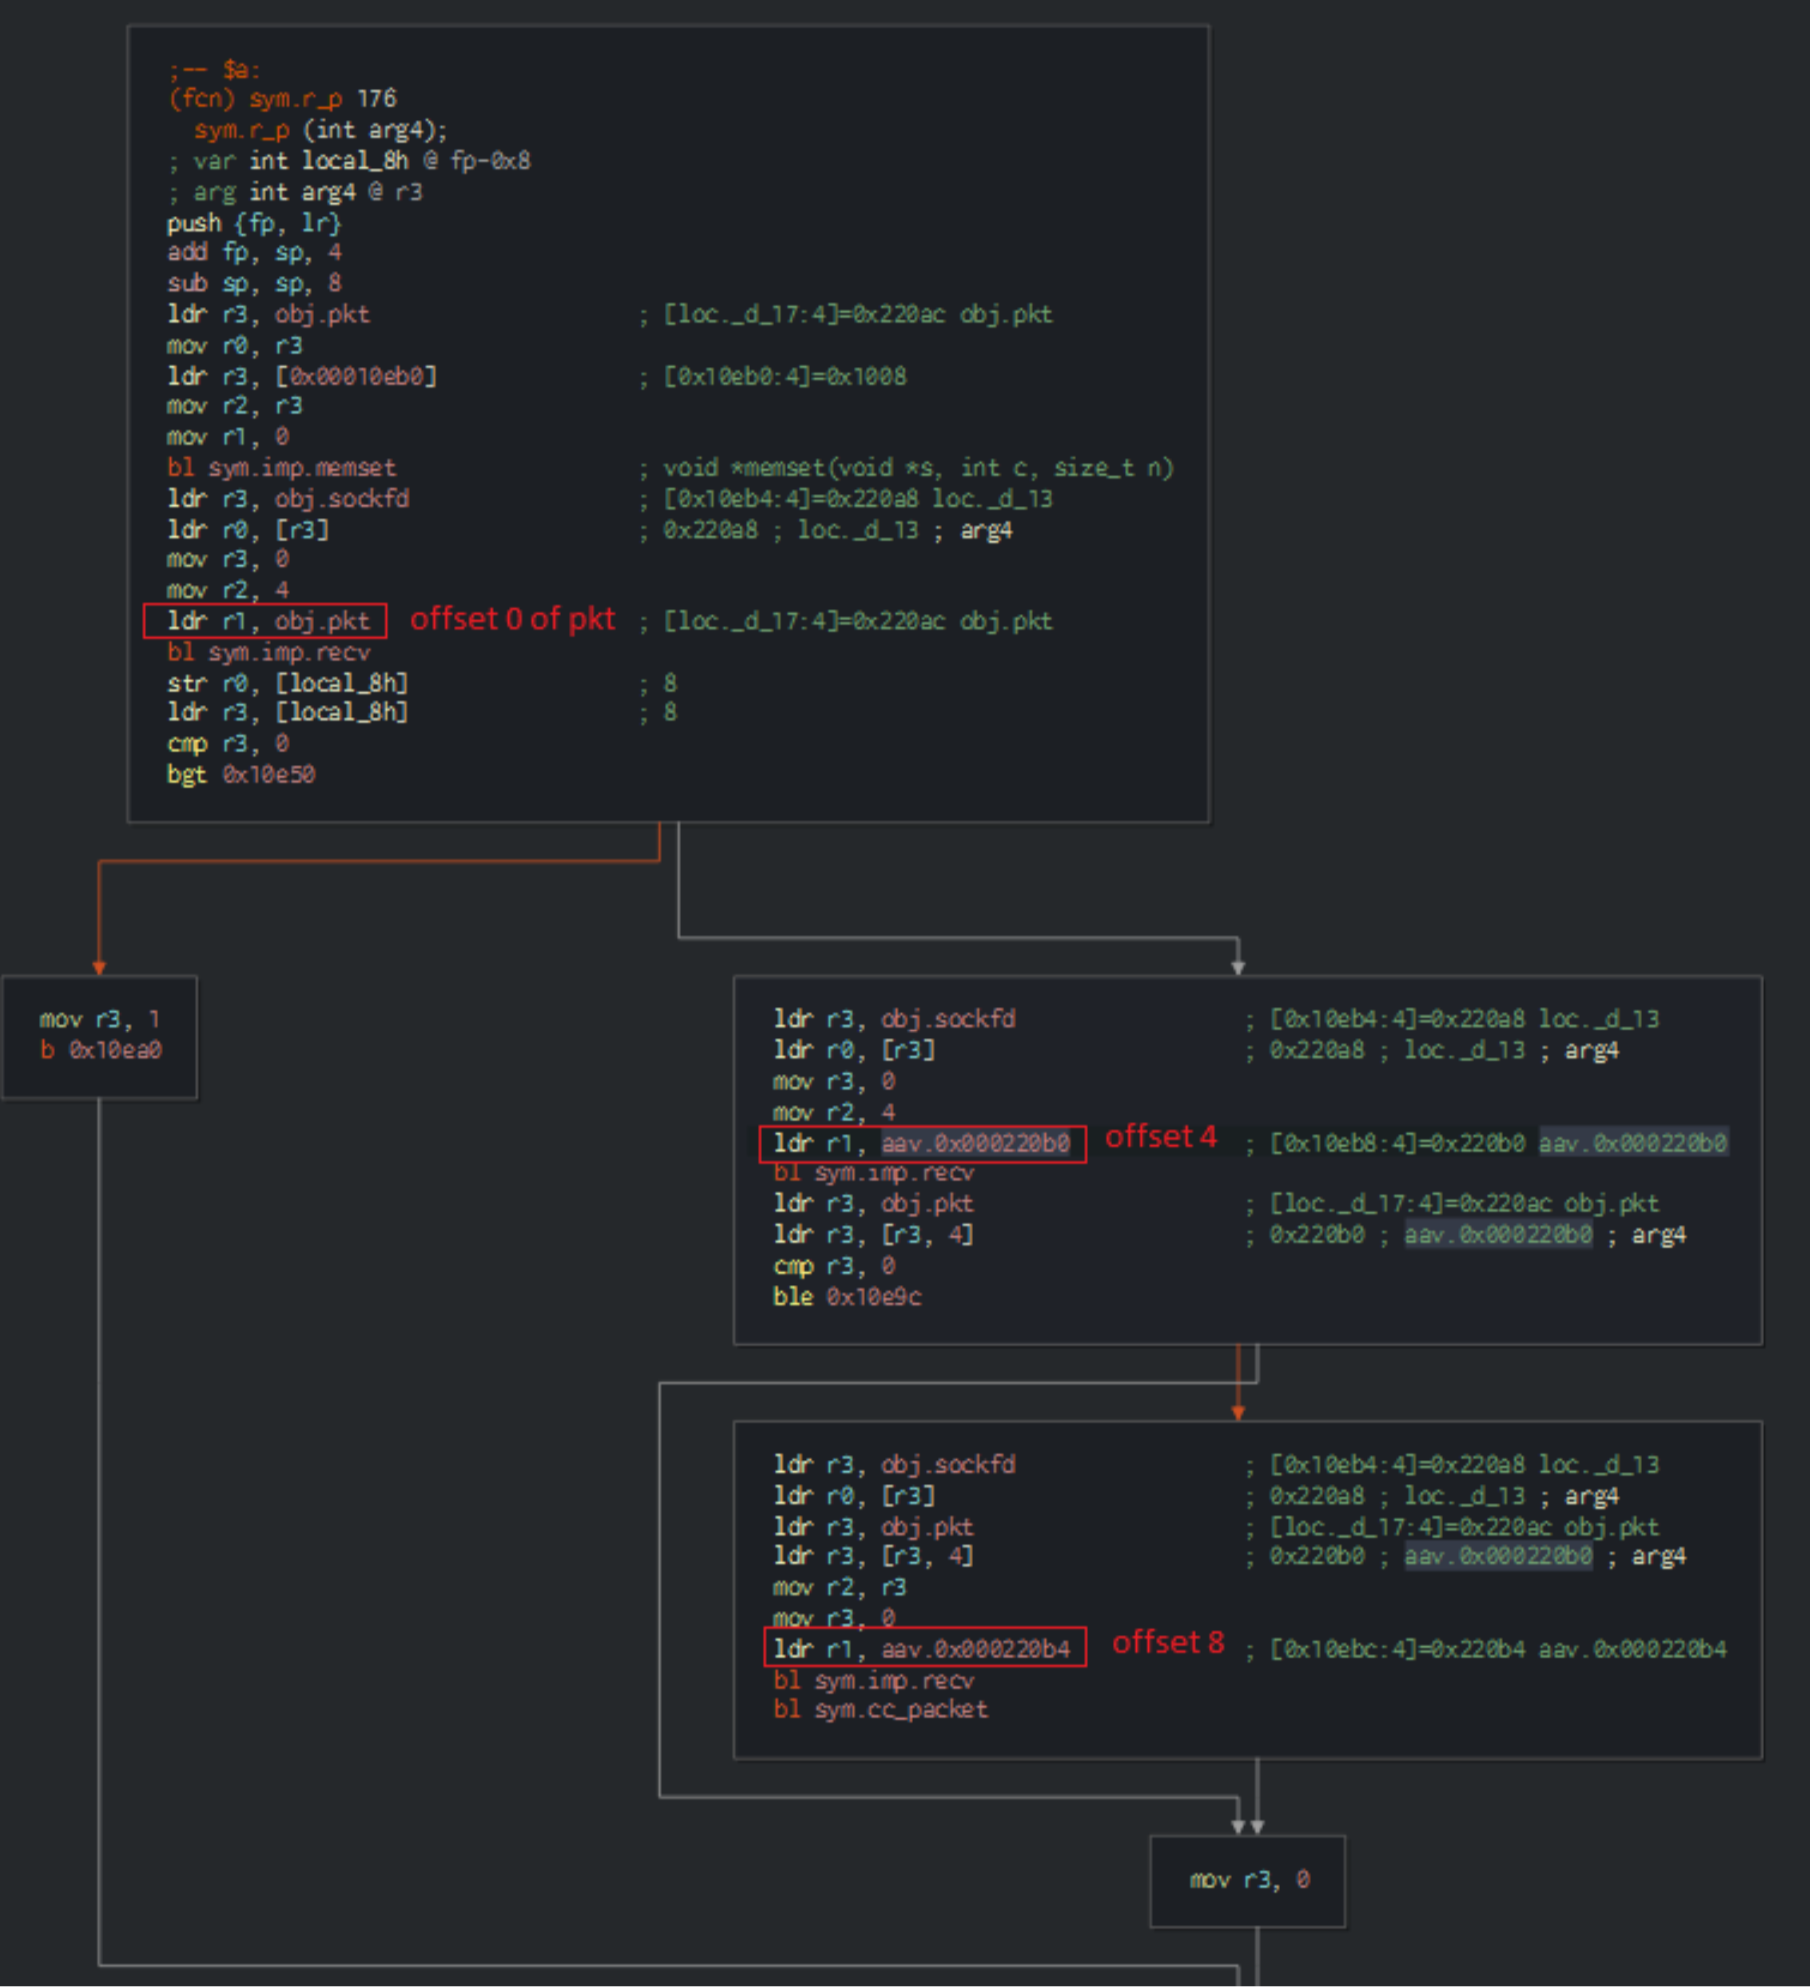 ;-- $a:
(fcn) sym.r_p 176
sym.r_p (int arg4);
; var int local_8h @ fp-0x8
; arg int arg4 @ r3
push {fp, lr}
add fp, sp, 4
sub sp, sp, 8
ldr r3, obj.pkt ; [loc._d_17:4]=0x220ac obj.pkt
mov r0, r3
ldr r3, [0x00010eb0] ; [0x10eb0:4]=0x1008
mov r2, r3
mov r1, 0
bl sym.imp.memset ; void *memset(void *s, int c, size_t n)
ldr r3, obj.sockfd ; [0x10eb4:4]=0x220a8 loc._d_13
ldr r0, [r3] ; 0x220a8 ; loc._d_13 ; arg4
mov r3, 0
mov r2, 4
ldr r1, obj.pkt offset 0 of pkt ; [loc._d_17:4]=0x220ac obj.pkt
bl sym.imp.recv
str r0, [local_8h] ; 8
ldr r3, [local_8h] ; 8
cmp r3, 0
bgt 0x10e50
mov r3, 1
b 0x10ea0
ldr r3, obj.sockfd ; [0x10eb4:4]=0x220a8 loc._d_13
ldr r0, [r3] ; 0x220a8 ; loc._d_13 ; arg4
mov r3, 0
mov r2, 4
ldr r1, aav.0x000220b0 offset 4 ; [0x10eb8:4]=0x220b0 aav.0x000220b0
bl sym.imp.recv
ldr r3, obj.pkt ; [loc._d_17:4]=0x220ac obj.pkt
ldr r3, [r3, 4] ; 0x220b0 ; aav.0x000220b0 ; arg4
cmp r3, 0
ble 0x10e9c
ldr r3, obj.sockfd ; [0x10eb4:4]=0x220a8 loc._d_13
ldr r0, [r3] ; 0x220a8 ; loc._d_13 ; arg4
ldr r3, obj.pkt ; [loc._d_17:4]=0x220ac obj.pkt
ldr r3, [r3, 4] ; 0x220b0 ; aav.0x000220b0 ; arg4
mov r2, r3
mov r3, 0
ldr r1, aav.0x000220b4 offset 8 ; [0x10ebc:4]=0x220b4 aav.0x000220b4
bl sym.imp.recv
bl sym.cc_packet
mov r3, 0